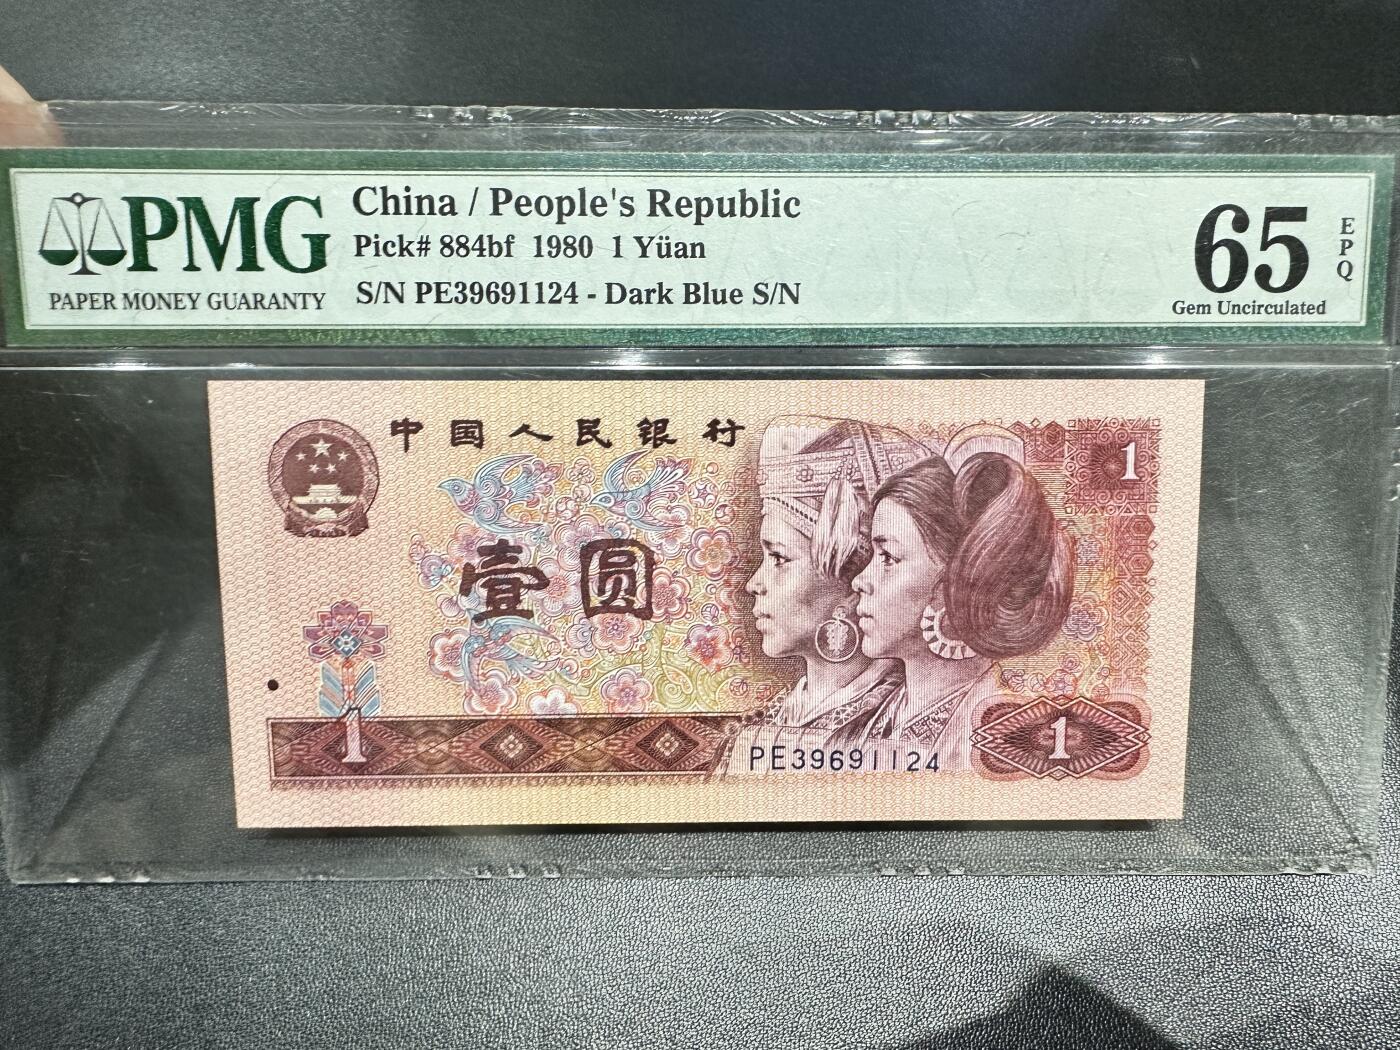 PMG
PAPER MONEY GUARANTY
China / People's Republic
Pick# 884bf 1980 1 Yüan
S/N PE39691124 - Dark Blue S/N
65
EPQ
Gem Uncirculated
中国人民银行
1
壹圆
1
PE39691124
1